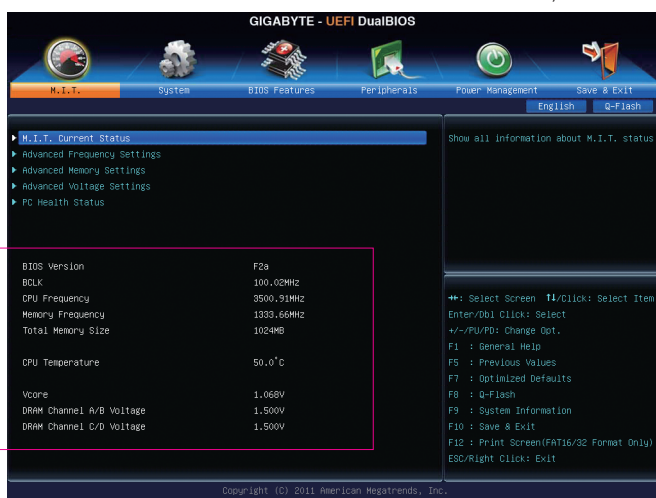 GIGABYTE - UEFI DualBIOS
M.I.T. System BIOS Features Peripherals Power Management Save & Exit
English Q-Flash
M.I.T. Current Status
Advanced Frequency Settings
Advanced Memory Settings
Advanced Voltage Settings
PC Health Status
BIOS Version F2a
BCLK 100.02MHz
CPU Frequency 3500.91MHz
Memory Frequency 1333.66MHz
Total Memory Size 1024MB
CPU Temperature 50.0°C
Vcore 1.068V
DRAM Channel A/B Voltage 1.500V
DRAM Channel C/D Voltage 1.500V
Show all information about M.I.T. status
→←: Select Screen ↑↓/Click: Select Item
Enter/Dbl Click: Select
+/-/PU/PD: Change Opt.
F1 : General Help
F5 : Previous Values
F7 : Optimized Defaults
F8 : Q-Flash
F9 : System Information
F10 : Save & Exit
F12 : Print Screen(FAT16/32 Format Only)
ESC/Right Click: Exit
Copyright (C) 2011 American Megatrends, Inc.